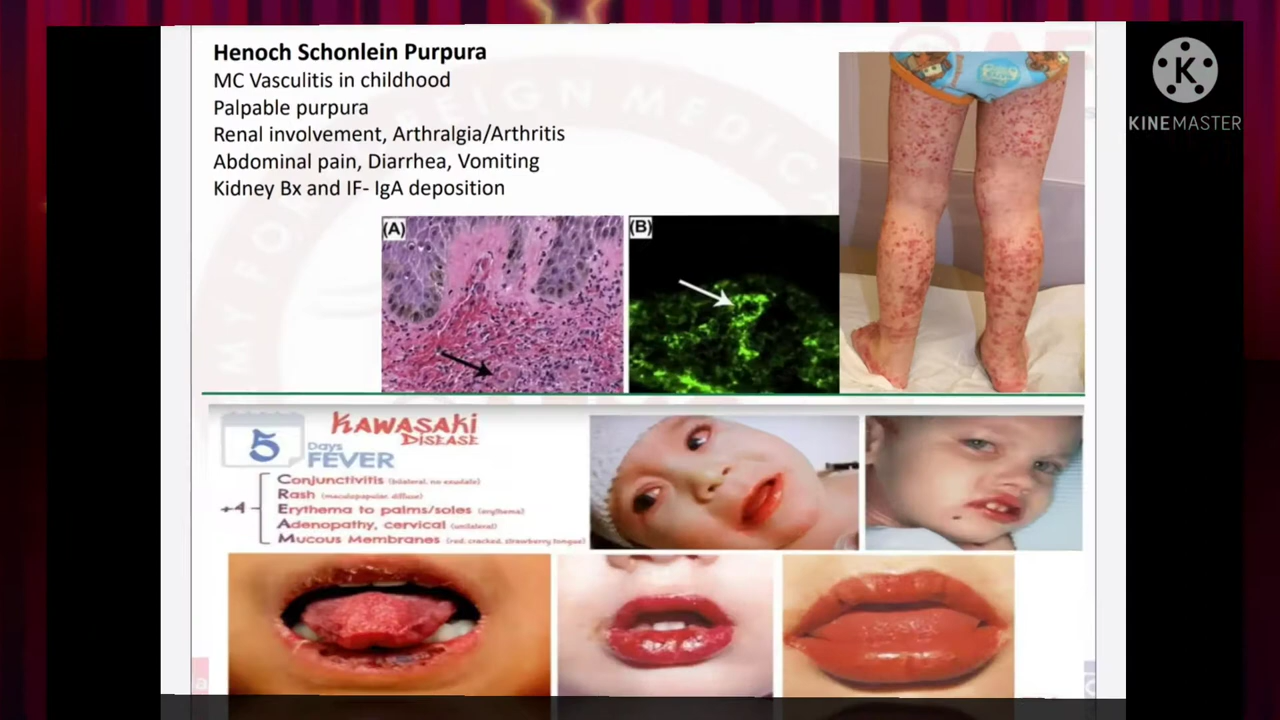 Henoch Schonlein Purpura
MC Vasculitis in childhood
Palpable purpura
Renal involvement, Arthralgia/Arthritis
Abdominal pain, Diarrhea, Vomiting
Kidney Bx and IF- IgA deposition
(A)
(B)
KINEMASTER
KAWASAKI
DISEASE
5 Days
FEVER
+4
Conjunctivitis (bilateral, no exudate)
Rash (maculopapular, diffuse)
Erythema to palms/soles (erythema)
Adenopathy, cervical (unilateral)
Mucous Membranes (red, cracked, strawberry tongue)